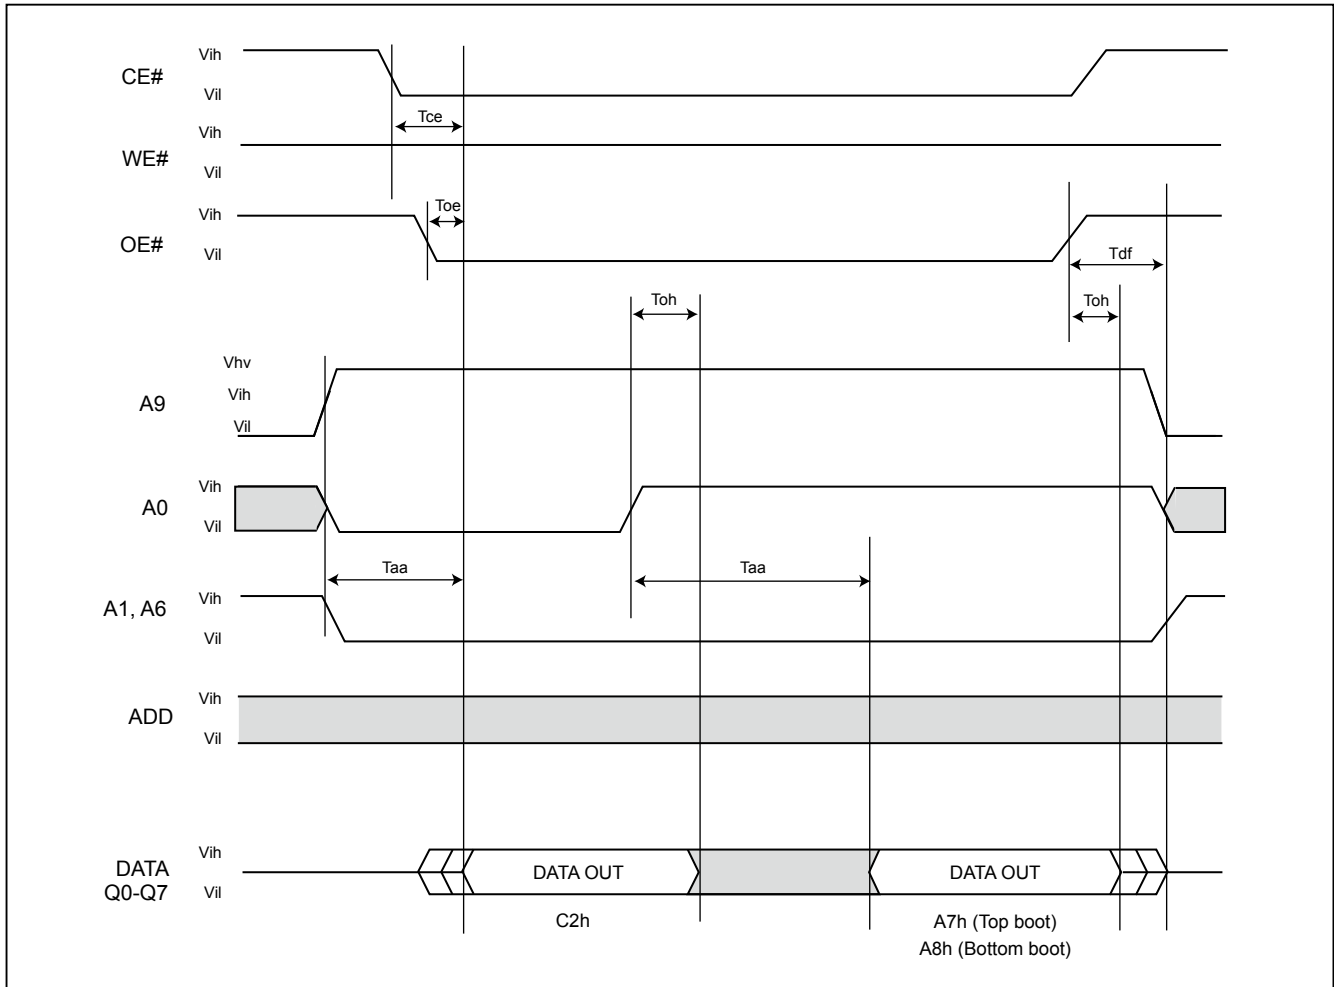 CE#
Vih
Vil
Tce
WE#
Vih
Vil
OE#
Vih
Vil
Toe
Tdf
Toh
Toh
A9
Vhv
Vih
Vil
A0
Vih
Vil
Taa
Taa
A1, A6
Vih
Vil
ADD
Vih
Vil
DATA
Q0-Q7
Vih
Vil
DATA OUT
DATA OUT
C2h
A7h (Top boot)
A8h (Bottom boot)